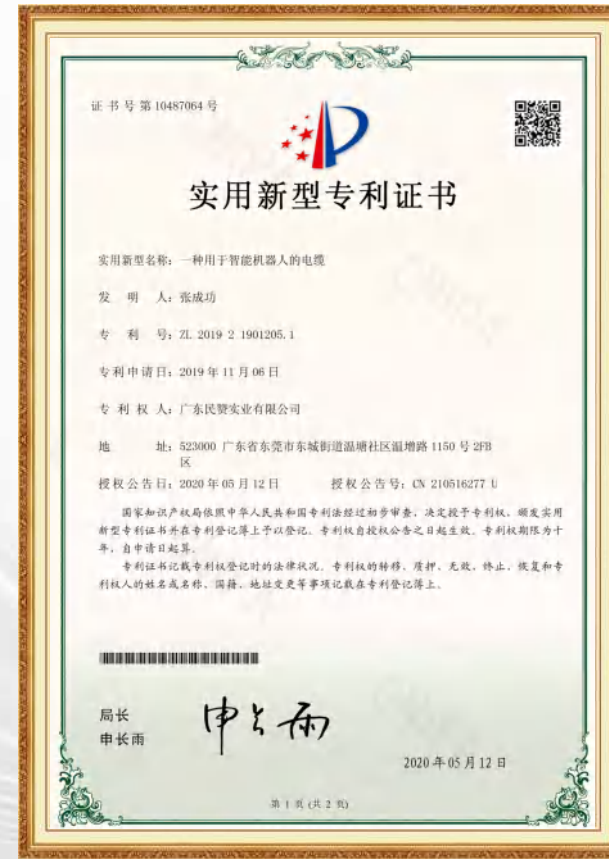 证书号第10487064号
实用新型专利证书
实用新型名称：一种用于智能机器人的电缆
发 明 人：张成功
专 利 号：ZL 2019 2 1901205.1
专利申请日：2019年11月06日
专 利 权 人：广东民赞实业有限公司
地 址：523000 广东省东莞市东城街道温塘社区温增路1150号2FB
区
授权公告日：2020年05月12日 授权公告号：CN 210516277 U
国家知识产权局依照中华人民共和国专利法经过初步审查，决定授予专利权，颁发实用
新型专利证书并在专利登记簿上予以登记。专利权自授权公告之日起生效。专利权期限为十
年，自申请日起算。
专利证书记载专利权登记时的法律状况。专利权的转移、质押、无效、终止、恢复和专
利权人的姓名或名称、国籍、地址变更等事项记载在专利登记簿上。
局长
申长雨
申长雨
2020年05月12日
第 1 页 (共 2 页)